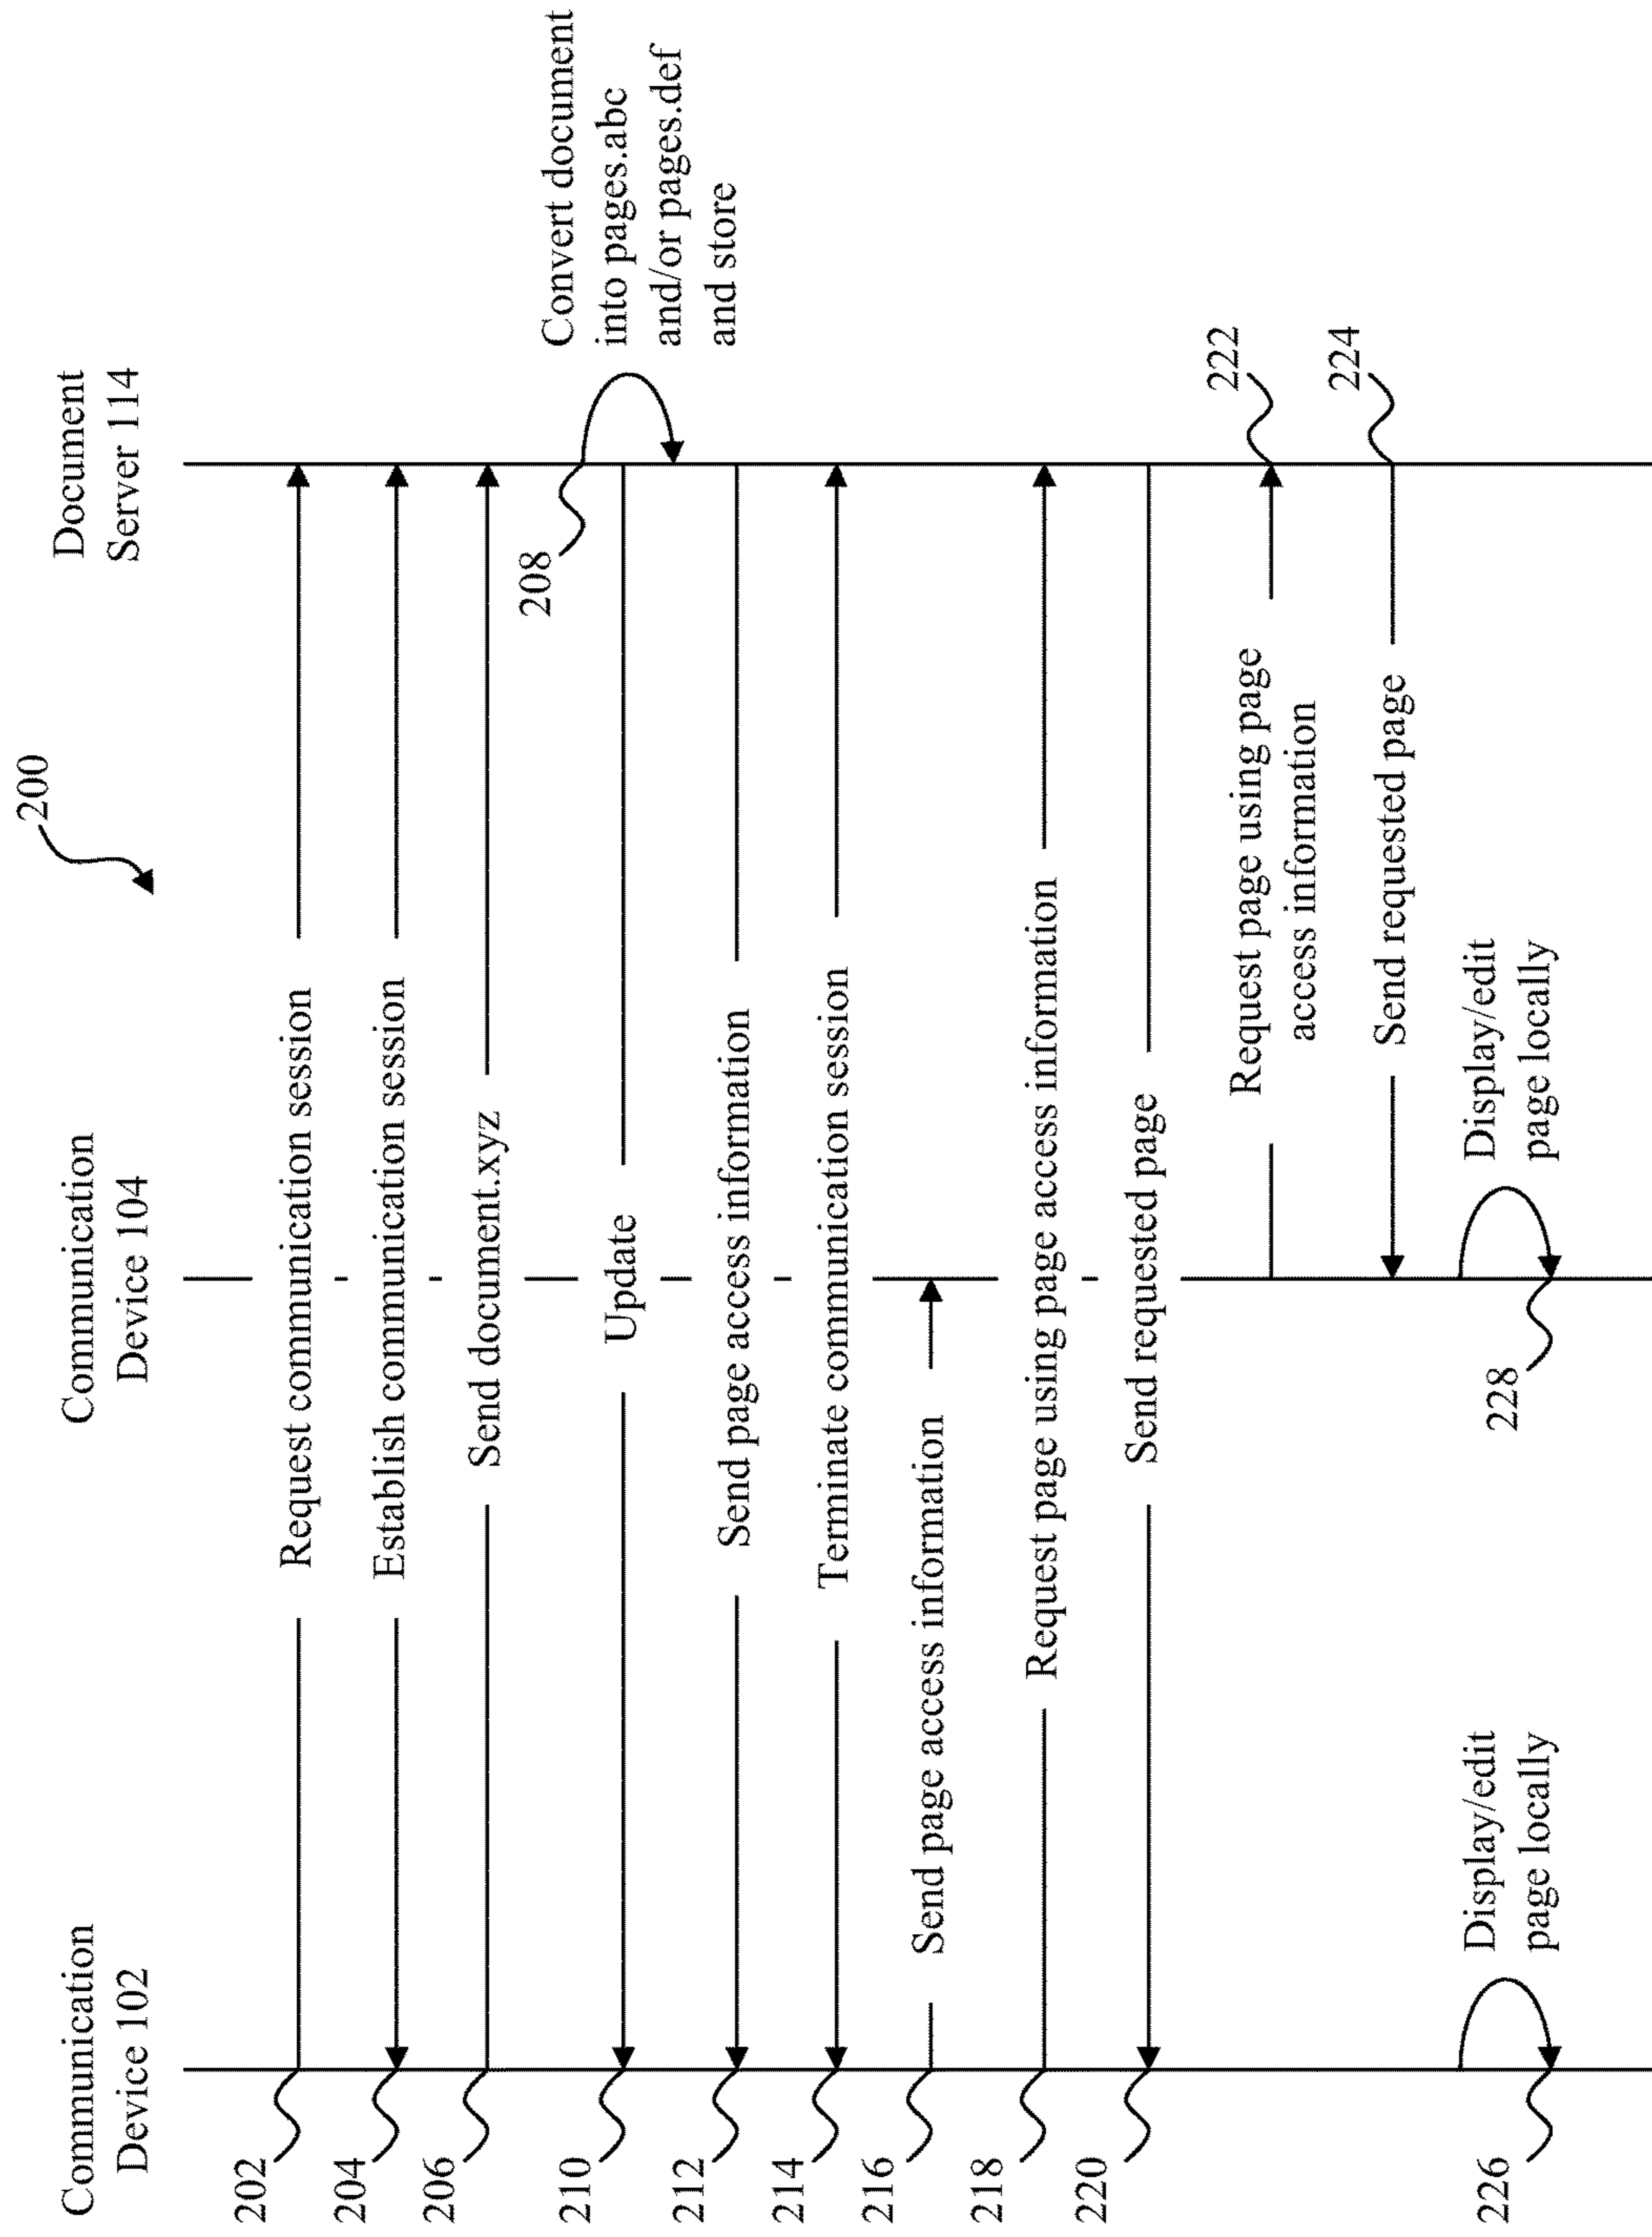 200
Communication
Device 102
Communication
Device 104
Document
Server 114
202
Request communication session
204
Establish communication session
206
Send document.xyz
208
Convert document
into pages.abc
and/or pages.def
and store
210
Update
212
Send page access information
214
Terminate communication session
216
Send page access information
218
Request page using page access information
220
Send requested page
Request page using page
access information
222
Send requested page
224
226
Display/edit
page locally
228
Display/edit
page locally